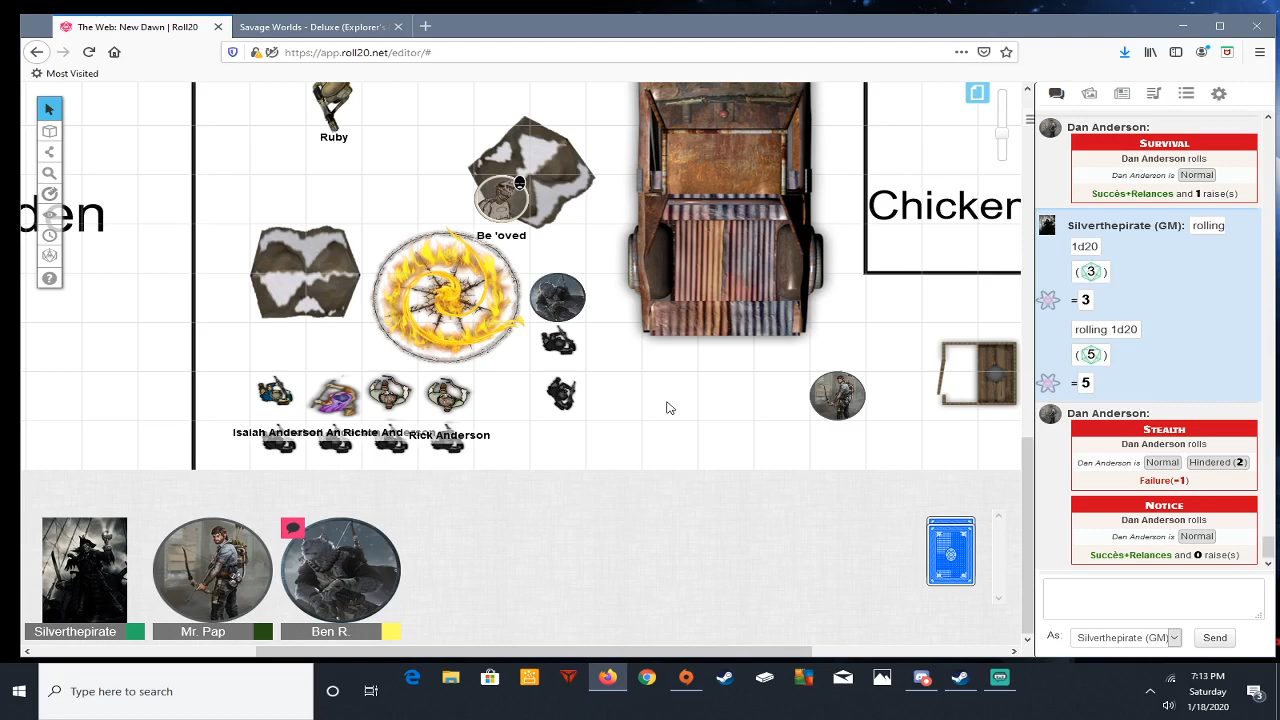 The Web: New Dawn | Roll20
Savage Worlds - Deluxe (Explorer's
https://app.roll20.net/editor/#
Most Visited
Ruby
den
Be 'oved
Chicken
Isaiah Anderson
Richie And
Rick Anderson
Silverthepirate
Mr. Pap
Ben R.
Dan Anderson:
Survival
Dan Anderson rolls
Dan Anderson is Normal
Succès+Relances and 1 raise(s)
Silverthepirate (GM): rolling
1d20
(3)
= 3
rolling 1d20
(5)
= 5
Dan Anderson:
Stealth
Dan Anderson rolls
Dan Anderson is Normal Hindered (2)
Failure(=1)
Notice
Dan Anderson rolls
Dan Anderson is Normal
Succès+Relances and 0 raise(s)
As: Silverthepirate (GM) Send
Type here to search
7:13 PM
Saturday
1/18/2020
3